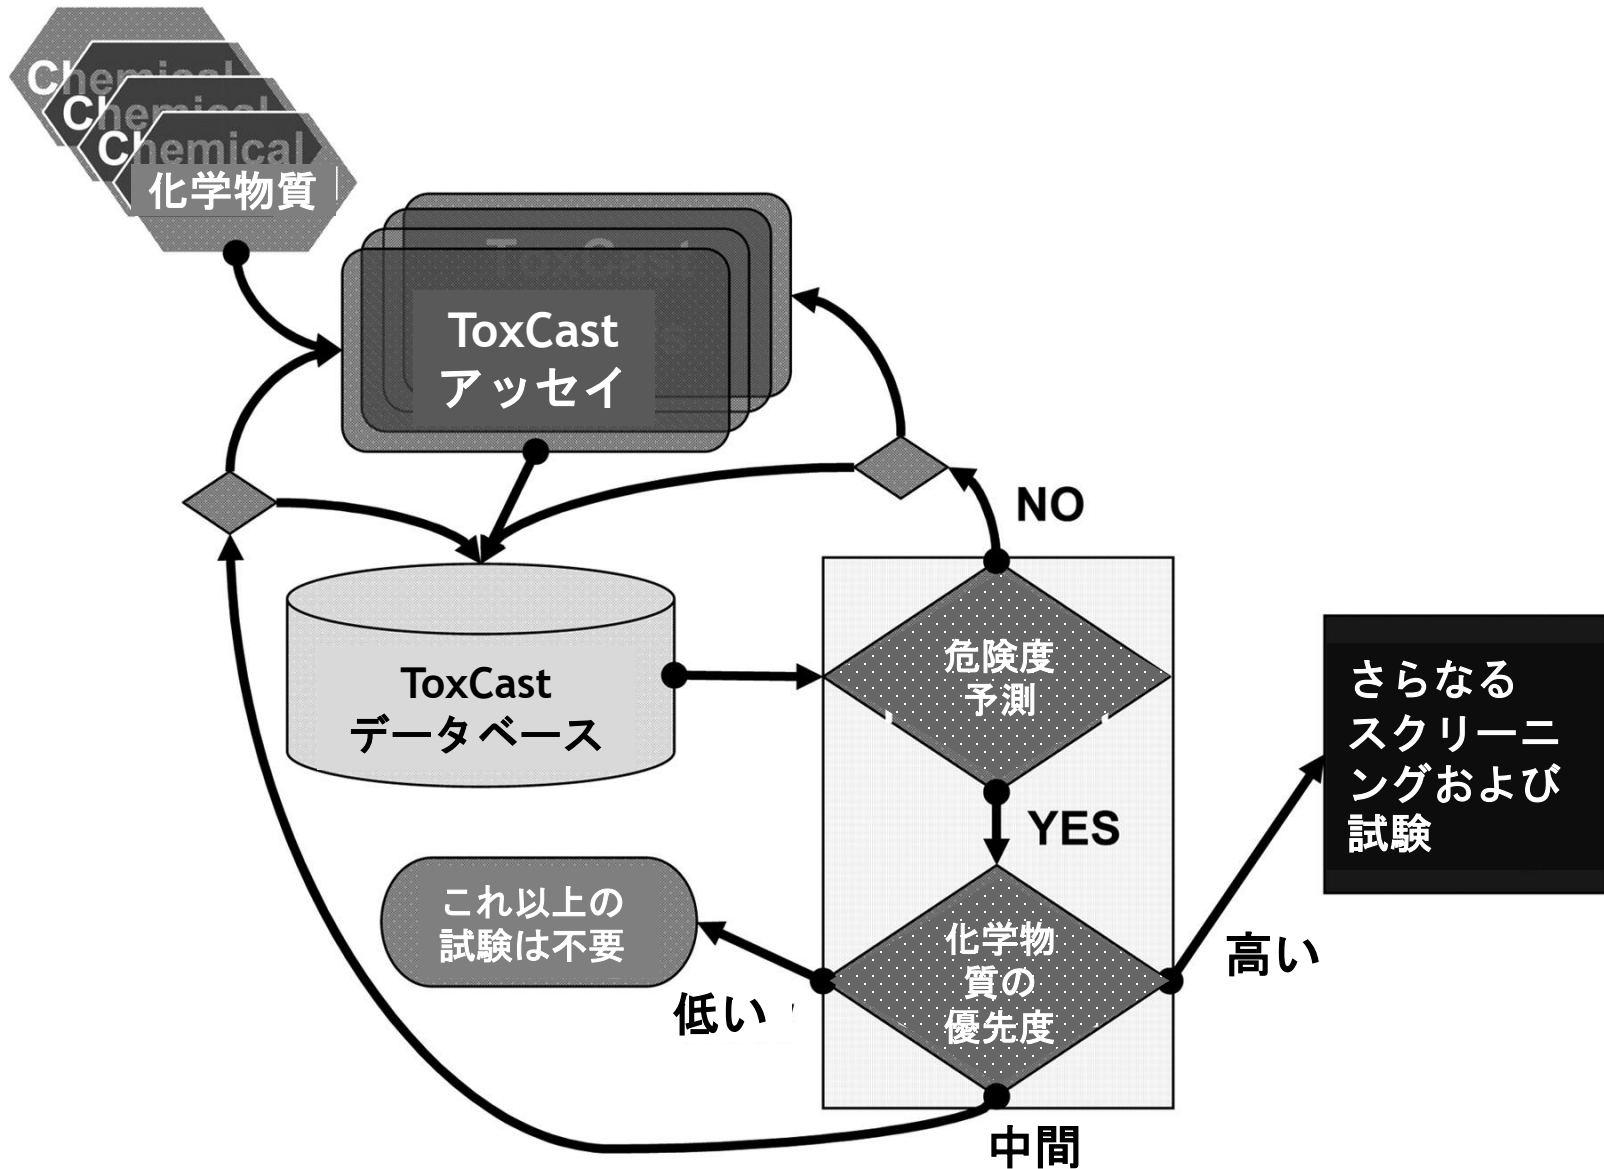 Chemical
Chemical
Chemical
化学物質
ToxCast
ToxCast
アッセイ
NO
危険度
予測
ToxCast
データベース
さらなる
スクリーニ
ングおよび
試験
YES
これ以上の
試験は不要
化学物
質の
優先度
高い
低い
中間